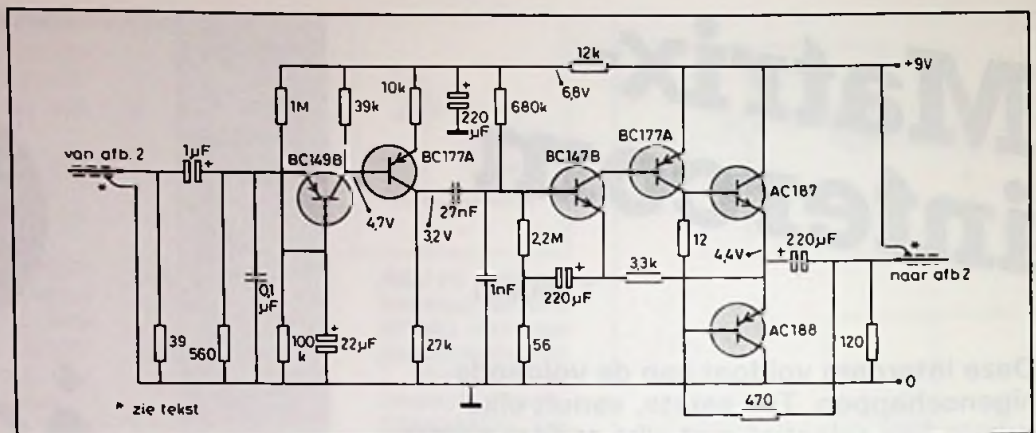 12k
+9V
10k
6,8V
1M
39k
220
µF
680k
van afb. 2
1µF
+
BC149B
BC177A
BC147B
BC177A
AC187
4,7V
27nF
3,2V
2,2M
12
4,4V
+
220µF
*
3,3k
naar afb2
0,1
µF
1nF
220µF
AC188
39
560
100
k
22µF
27k
56
120
0
470
* zie tekst